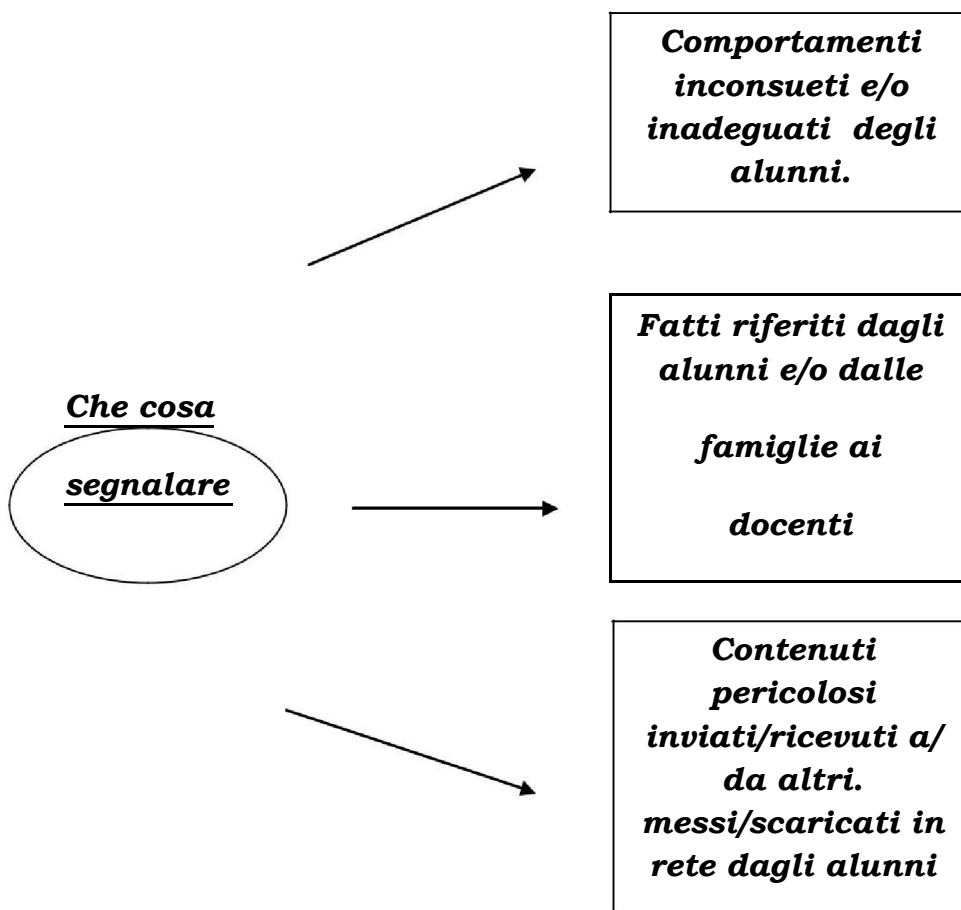 Che cosa
segnalare
Comportamenti
inconsueti e/o
inadeguati degli
alunni.
Fatti riferiti dagli
alunni e/o dalle
famiglie ai
docenti
Contenuti
pericolosi
inviati/ricevuti a/
da altri.
messi/scaricati in
rete dagli alunni